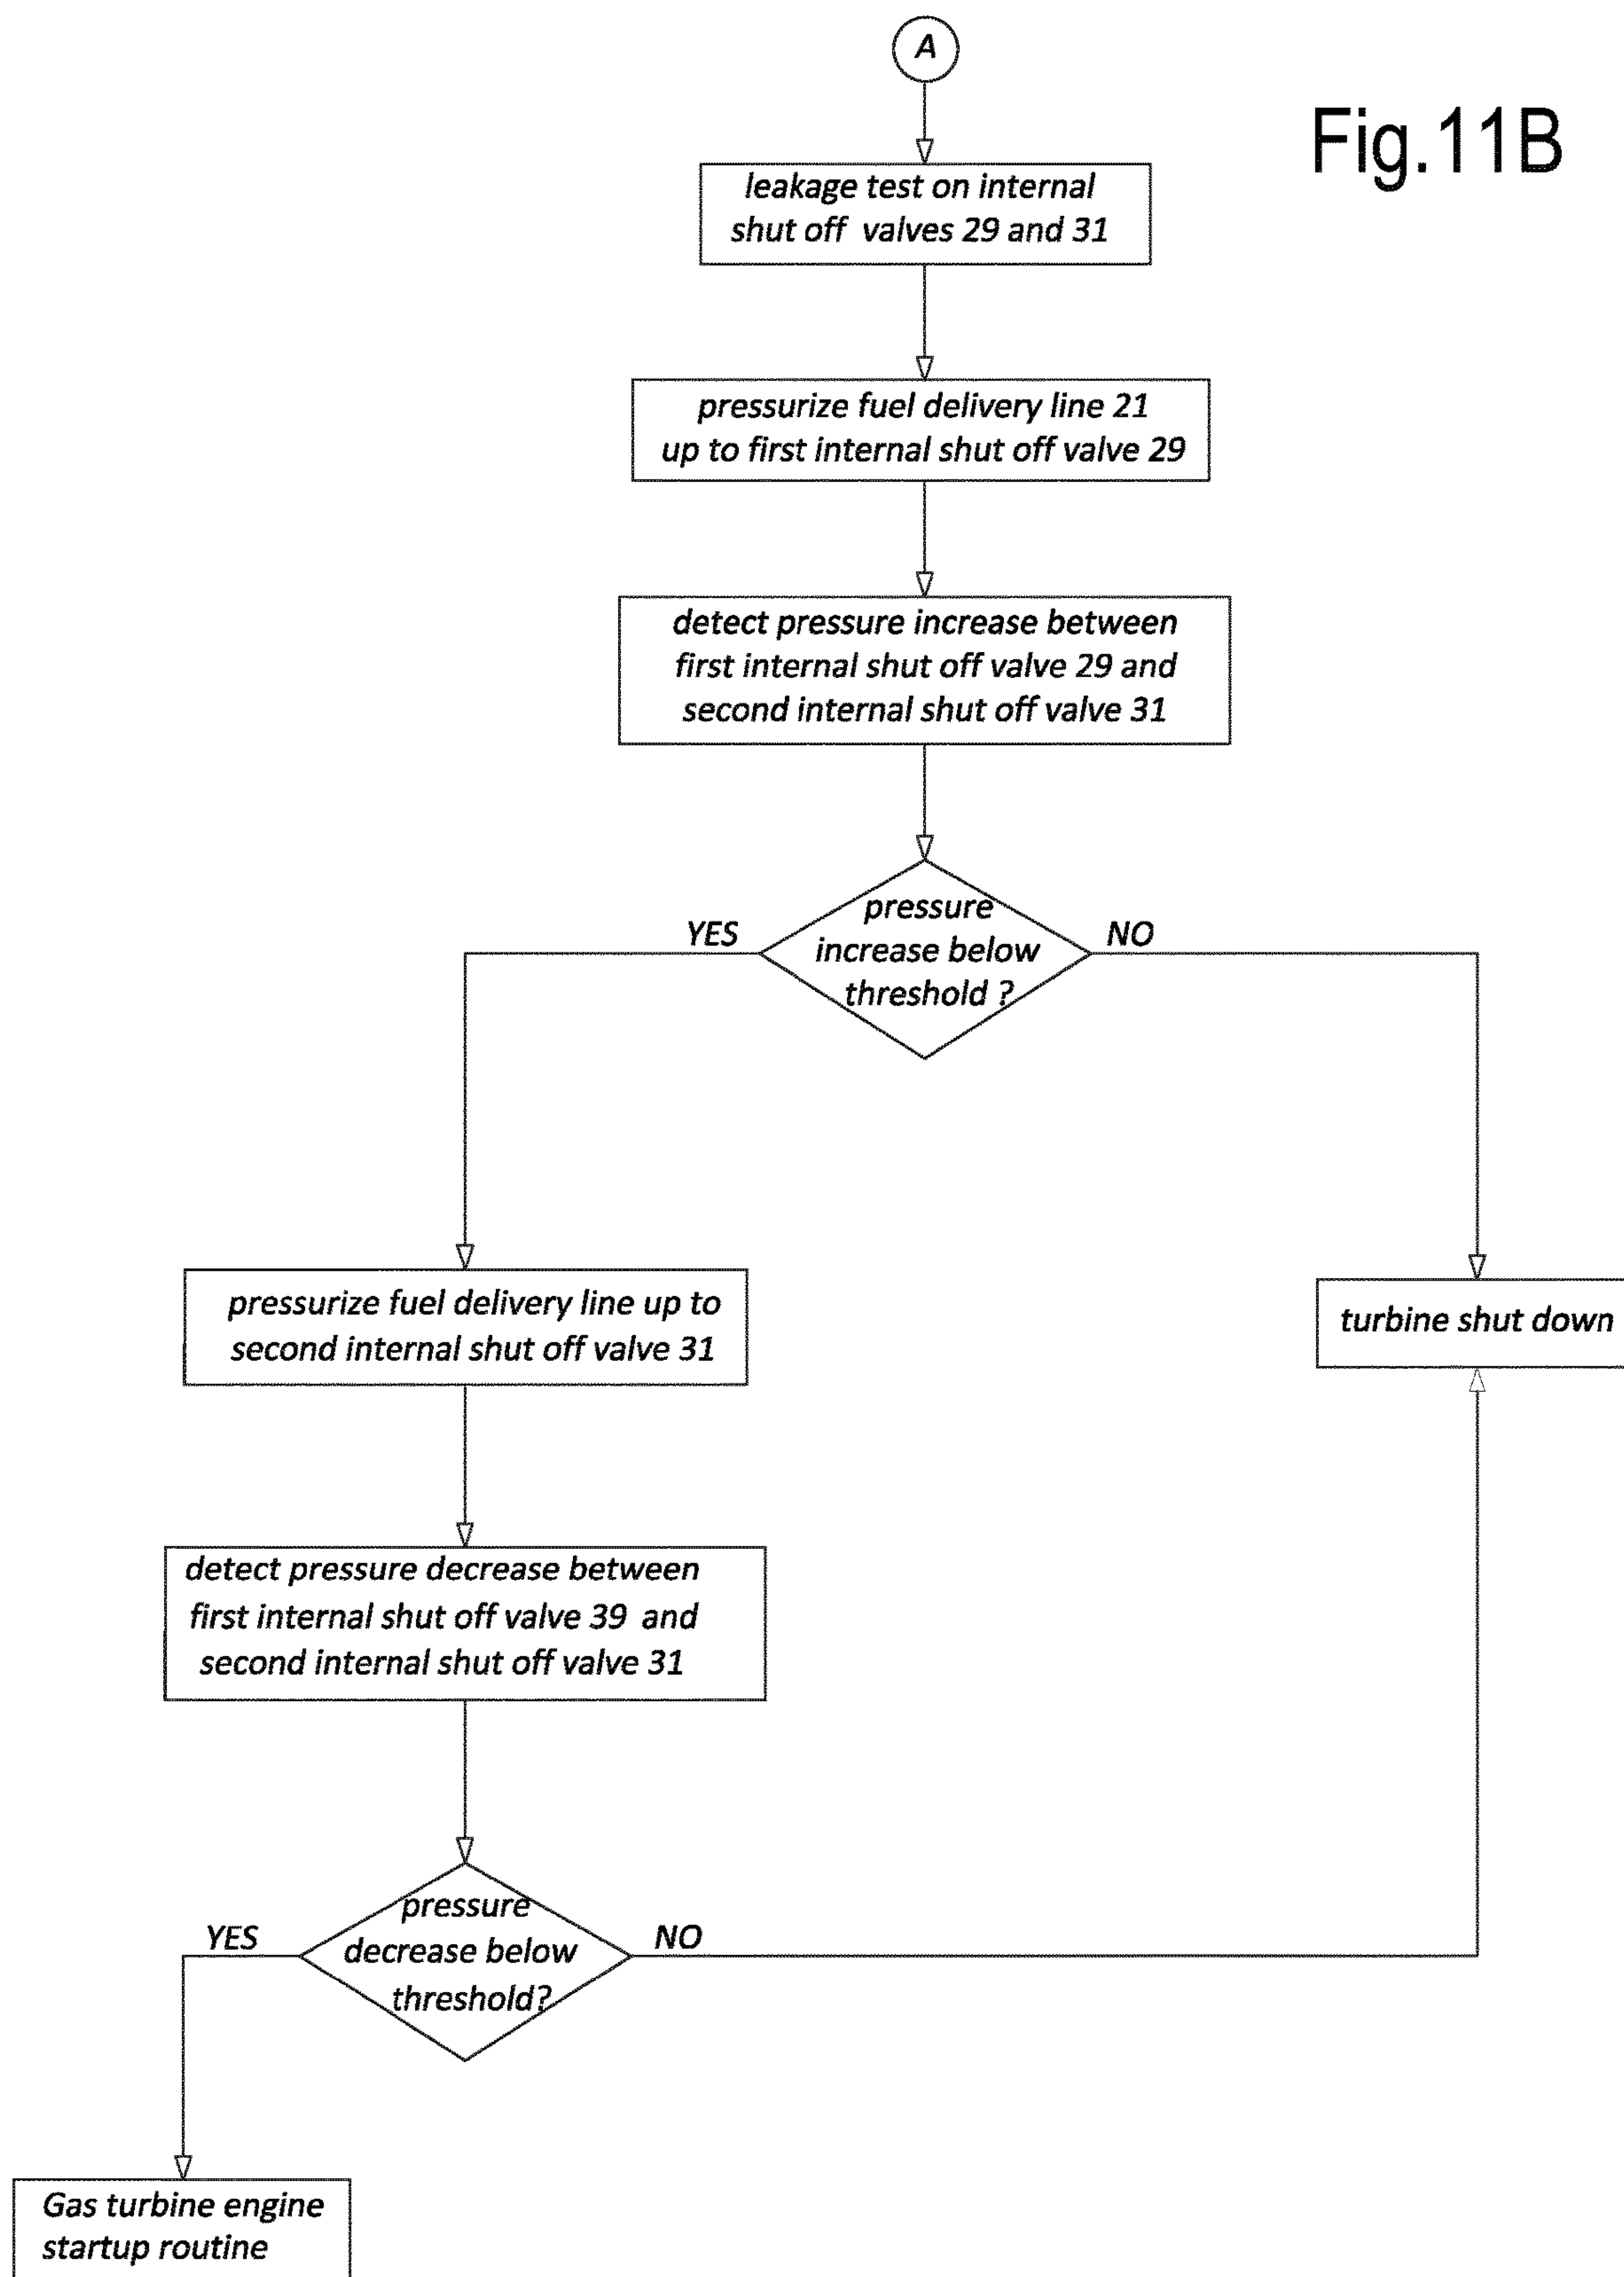 A
Fig.11B
leakage test on internal
shut off valves 29 and 31
pressurize fuel delivery line 21
up to first internal shut off valve 29
detect pressure increase between
first internal shut off valve 29 and
second internal shut off valve 31
pressure
increase below
threshold ?
YES
NO
pressurize fuel delivery line up to
second internal shut off valve 31
turbine shut down
detect pressure decrease between
first internal shut off valve 39 and
second internal shut off valve 31
pressure
decrease below
threshold?
YES
NO
Gas turbine engine
startup routine